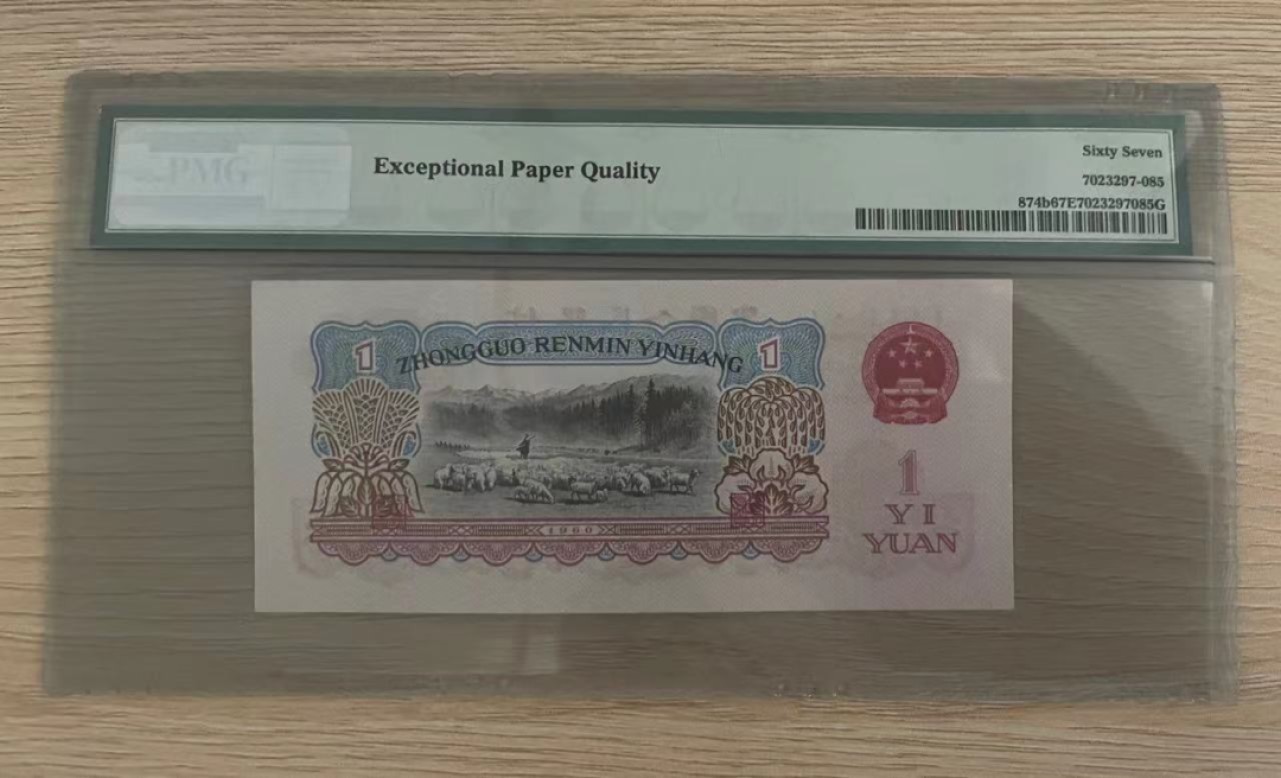 PMG
Exceptional Paper Quality
Sixty Seven
7023297-085
874b67E7023297085G
1
ZHONGGUO RENMIN YINHANG
1
1
YI
YUAN
1960